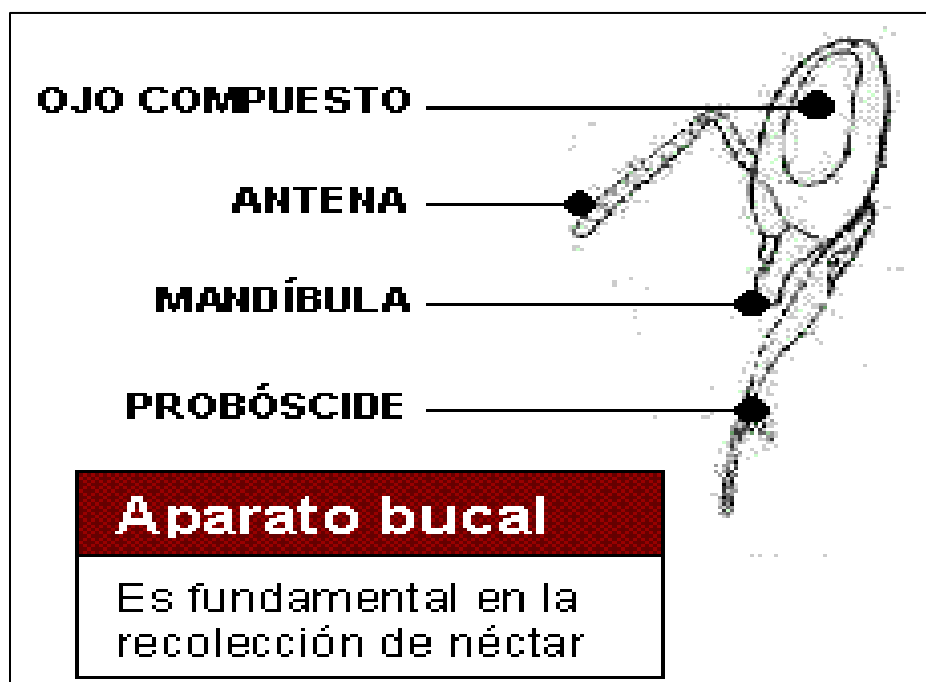 OJO COMPUESTO
ANTENA
MANDÍBULA
PROBÓSCIDE
Aparato bucal
Es fundamental en la
recolección de néctar